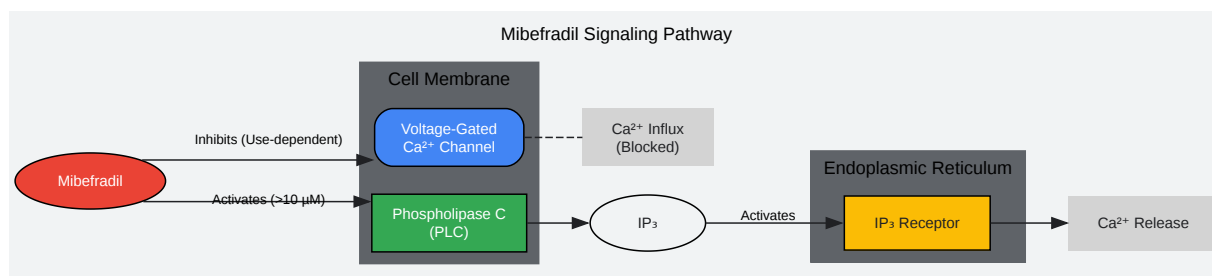 Mibefradil Signaling Pathway
Cell Membrane
Voltage-Gated
Ca²⁺ Channel
Ca²⁺ Influx
(Blocked)
Inhibits (Use-dependent)
Mibefradil
Activates (>10 µM)
Phospholipase C
(PLC)
IP₃
Activates
Endoplasmic Reticulum
IP₃ Receptor
Ca²⁺ Release